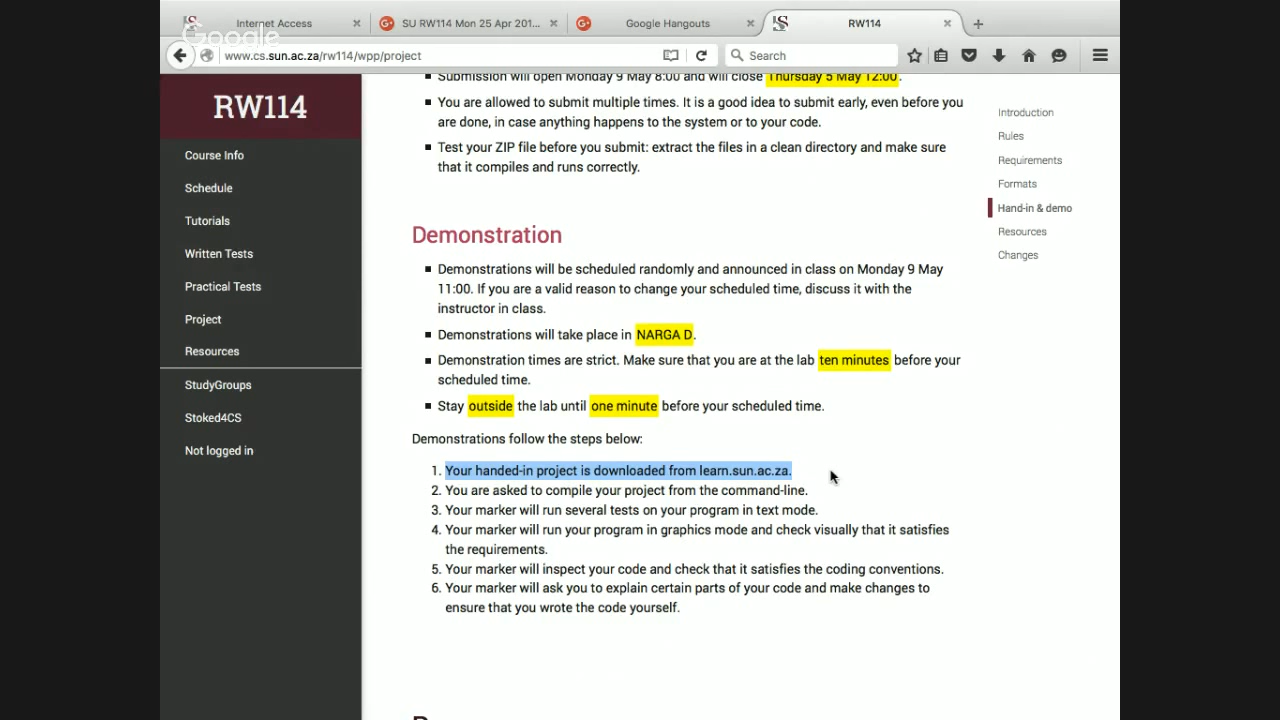 Internet Access
SU RW114 Mon 25 Apr 201...
Google Hangouts
RW114
Google
www.cs.sun.ac.za/rw114/wpp/project
Search
RW114
Course Info
Schedule
Tutorials
Written Tests
Practical Tests
Project
Resources
StudyGroups
Stoked4CS
Not logged in
Submission will open Monday 9 May 8:00 and will close Thursday 5 May 12:00.
You are allowed to submit multiple times. It is a good idea to submit early, even before you
are done, in case anything happens to the system or to your code.
Test your ZIP file before you submit: extract the files in a clean directory and make sure
that it compiles and runs correctly.
Demonstration
Demonstrations will be scheduled randomly and announced in class on Monday 9 May
11:00. If you are a valid reason to change your scheduled time, discuss it with the
instructor in class.
Demonstrations will take place in NARGA D.
Demonstration times are strict. Make sure that you are at the lab ten minutes before your
scheduled time.
Stay outside the lab until one minute before your scheduled time.
Demonstrations follow the steps below:
1. Your handed-in project is downloaded from learn.sun.ac.za.
2. You are asked to compile your project from the command-line.
3. Your marker will run several tests on your program in text mode.
4. Your marker will run your program in graphics mode and check visually that it satisfies
the requirements.
5. Your marker will inspect your code and check that it satisfies the coding conventions.
6. Your marker will ask you to explain certain parts of your code and make changes to
ensure that you wrote the code yourself.
Introduction
Rules
Requirements
Formats
Hand-in & demo
Resources
Changes